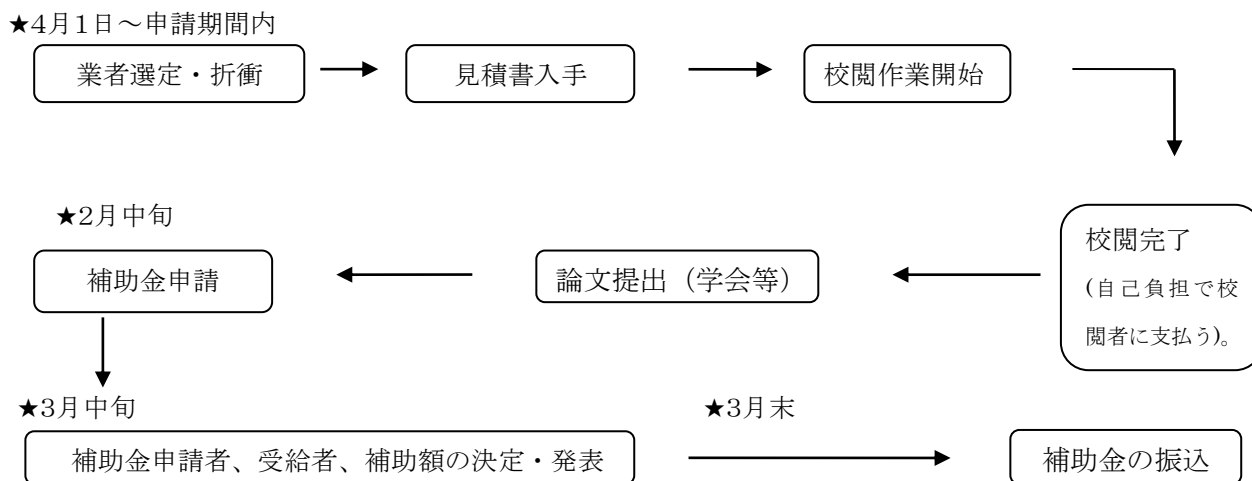 ★4月1日～申請期間内
業者選定・折衝
見積書入手
校閲作業開始
校閲完了
(自己負担で校
閲者に支払う)。
論文提出（学会等）
★2月中旬
補助金申請
★3月中旬
補助金申請者、受給者、補助額の決定・発表
★3月末
補助金の振込